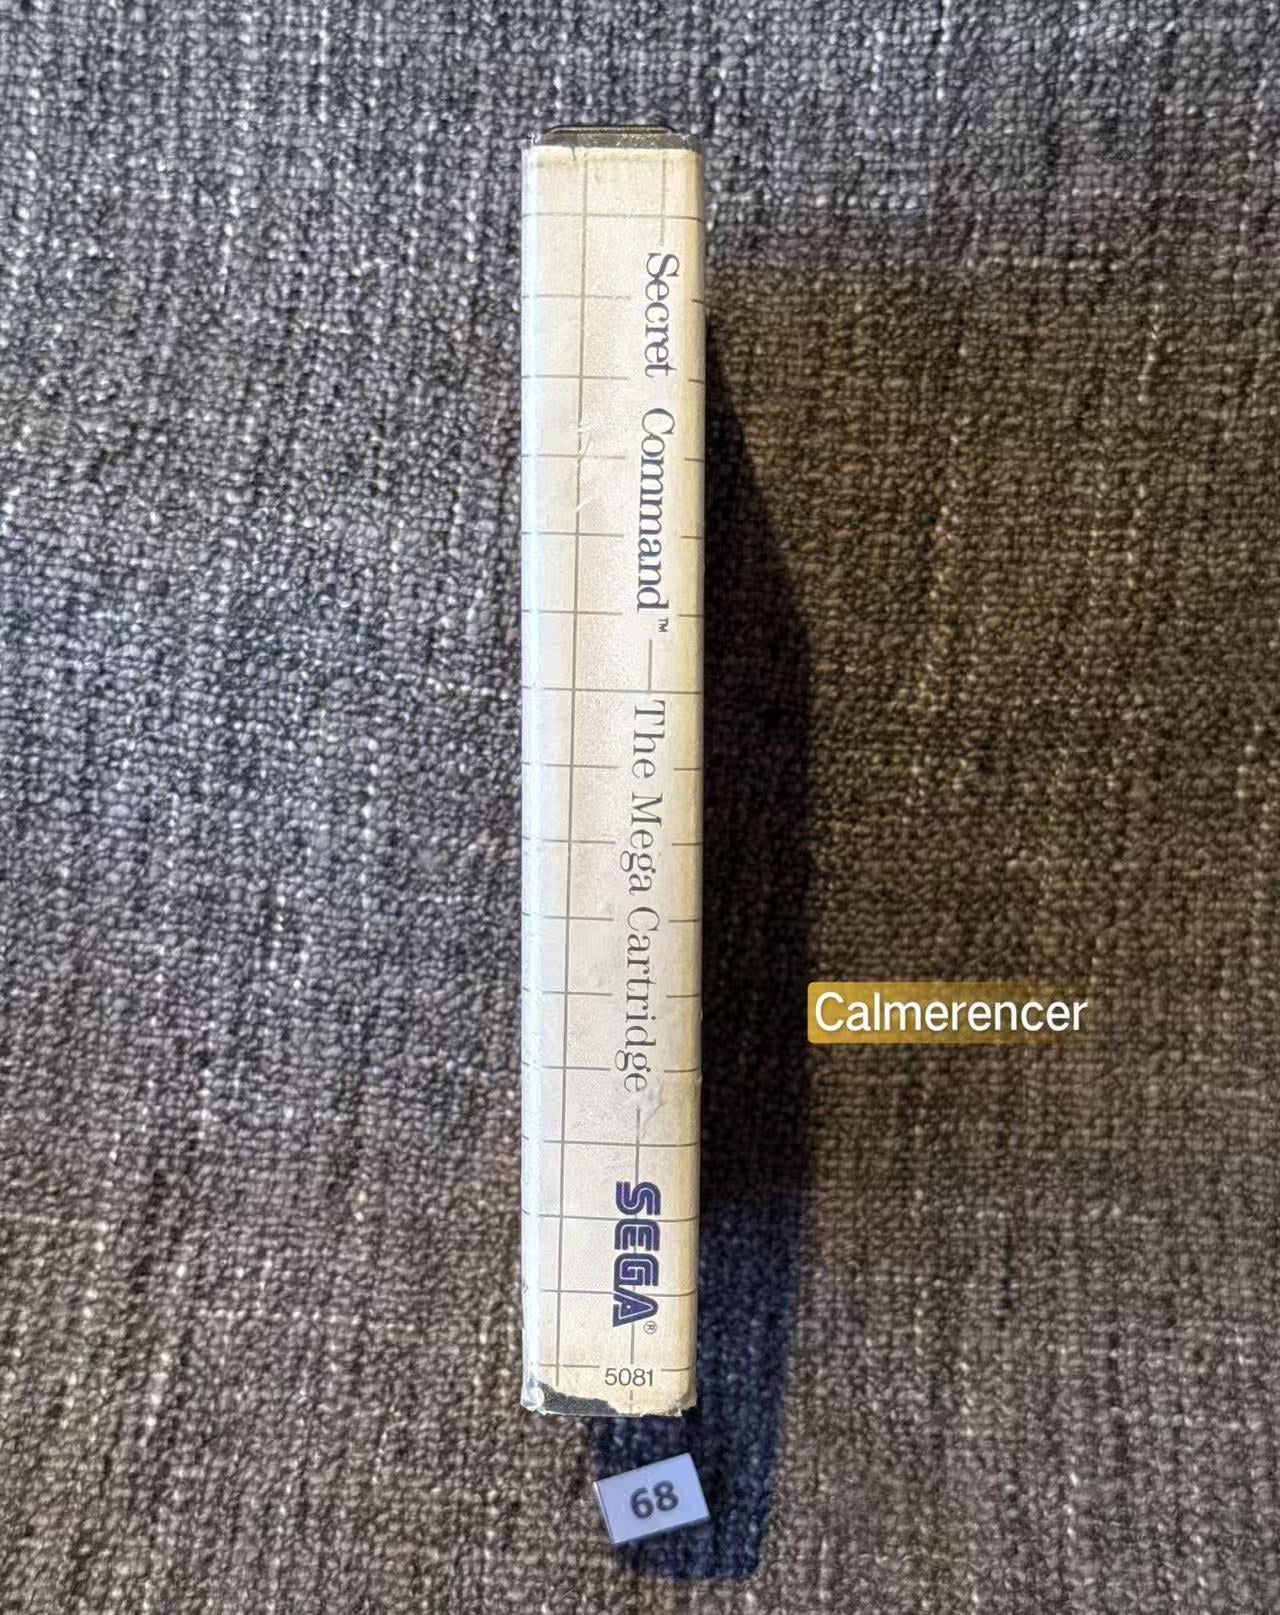 Secret Command™ — The Mega Cartridge
SEGA®
5081
Calmerencer
68